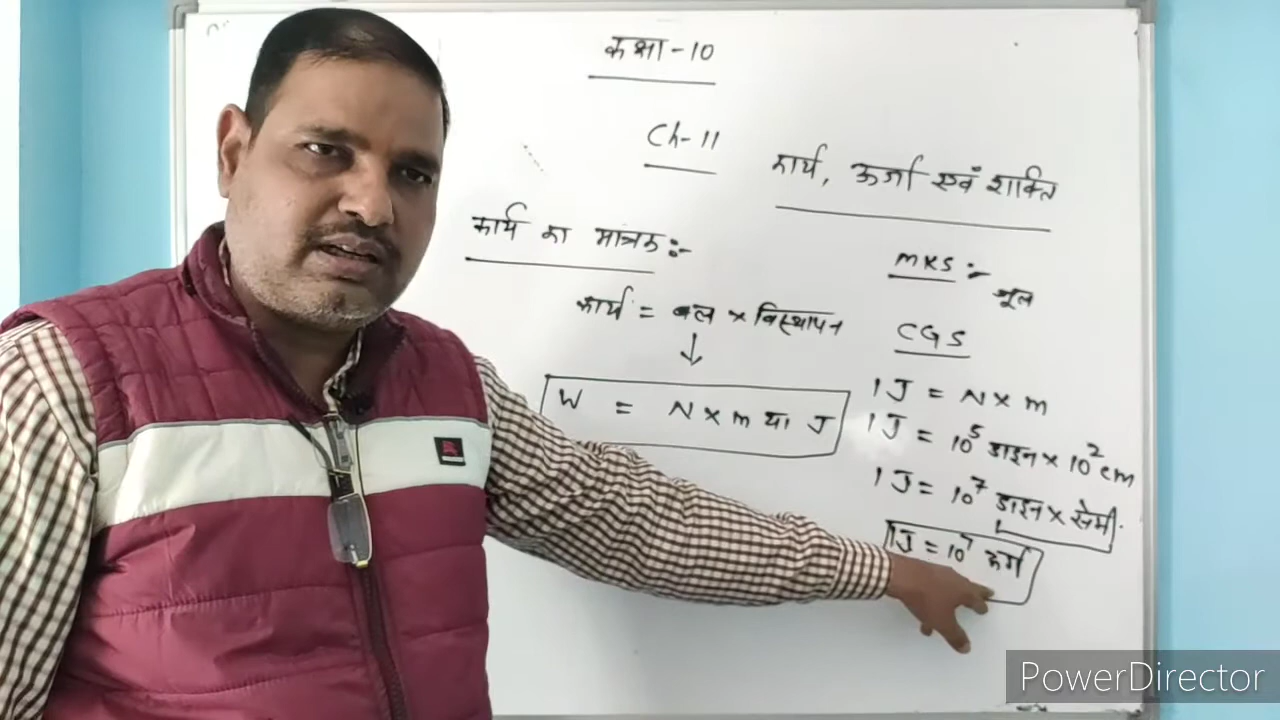 कक्षा - 10
Ch - 11
कार्य, ऊर्जा एवं शक्ति
कार्य का मात्रक :-
कार्य = बल × विस्थापन
↓
W = N × m या J
MKS :-
जूल
CGS
1 J = N × m
1 J = 10⁵ डाइन × 10² cm
1 J = 10⁷ डाइन × सेमी.
1 J = 10⁷ अर्ग
PowerDirector